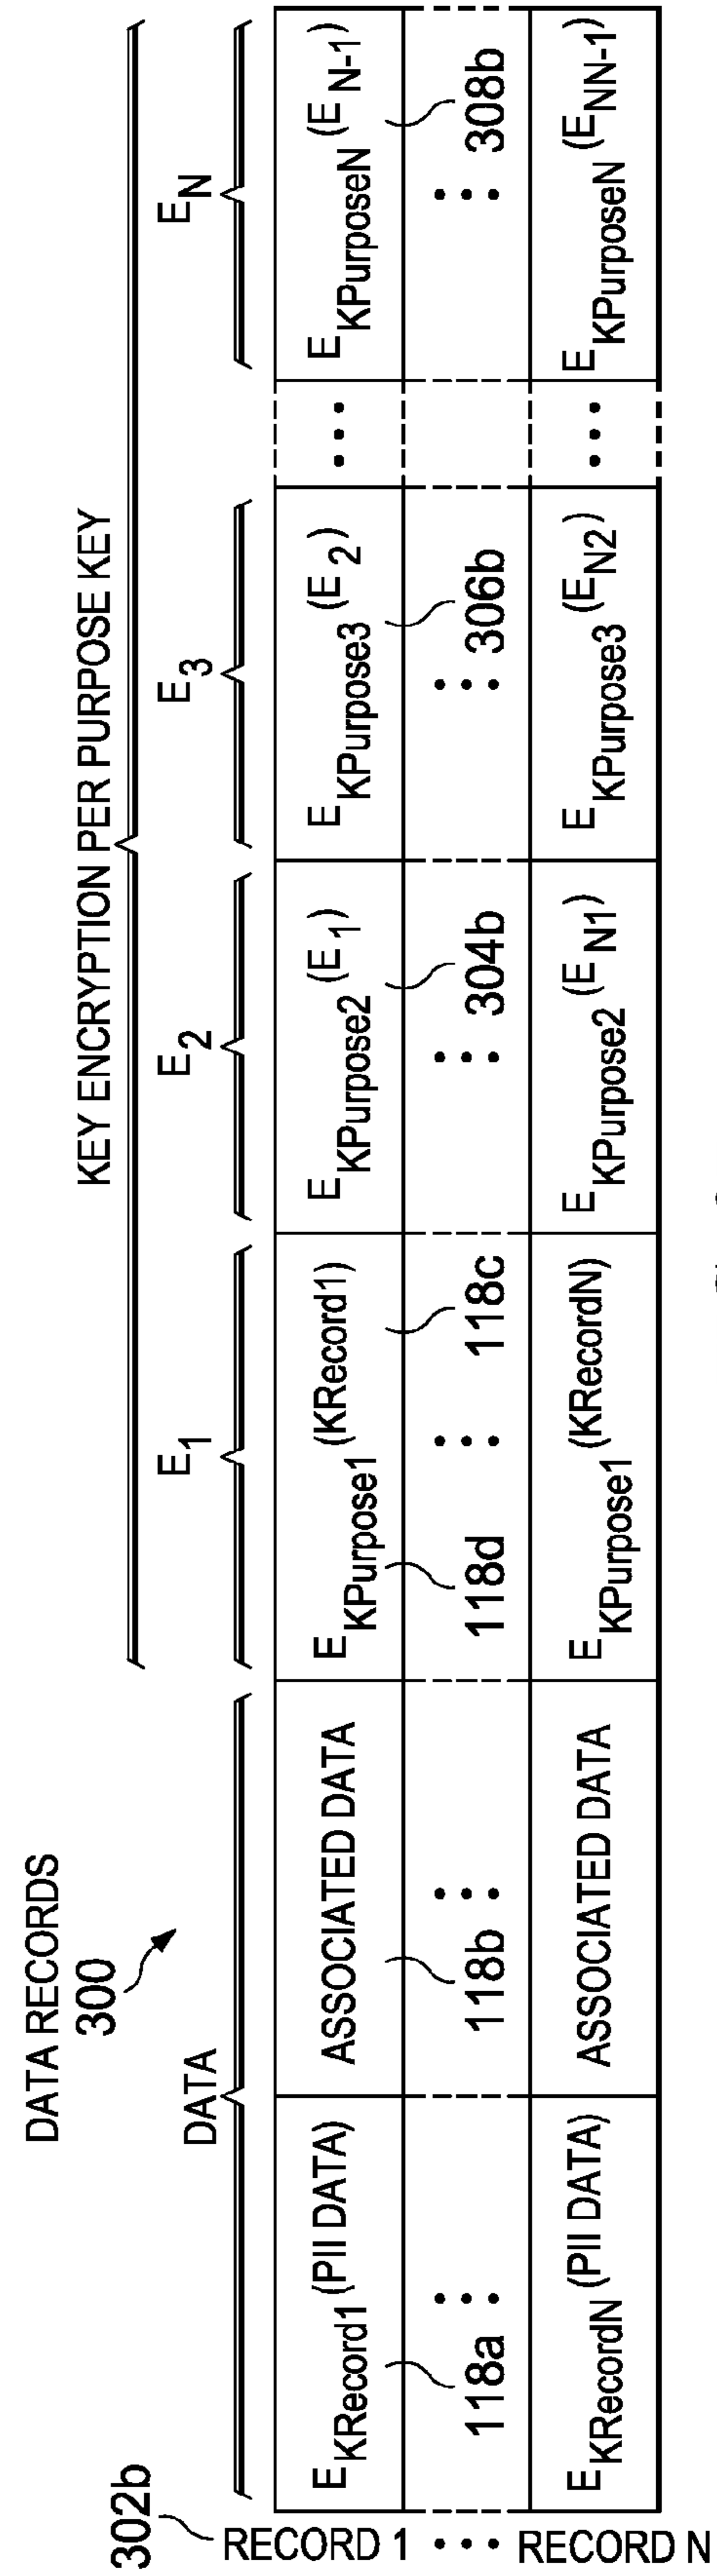 DATA RECORDS
300
KEY ENCRYPTION PER PURPOSE KEY
DATA
E1
E2
E3
EN
302b
RECORD 1
EKRecord1(PII DATA)
ASSOCIATED DATA
EKPurpose1(KRecord1)
EKPurpose2(E1)
EKPurpose3(E2)
...
EKPurposeN(EN-1)
...
118a
...
118b
...
118d
...
118c
...
304b
...
306b
...
308b
RECORD N
EKRecordN(PII DATA)
ASSOCIATED DATA
EKPurpose1(KRecordN)
EKPurpose2(EN1)
EKPurpose3(EN2)
...
EKPurposeN(ENN-1)